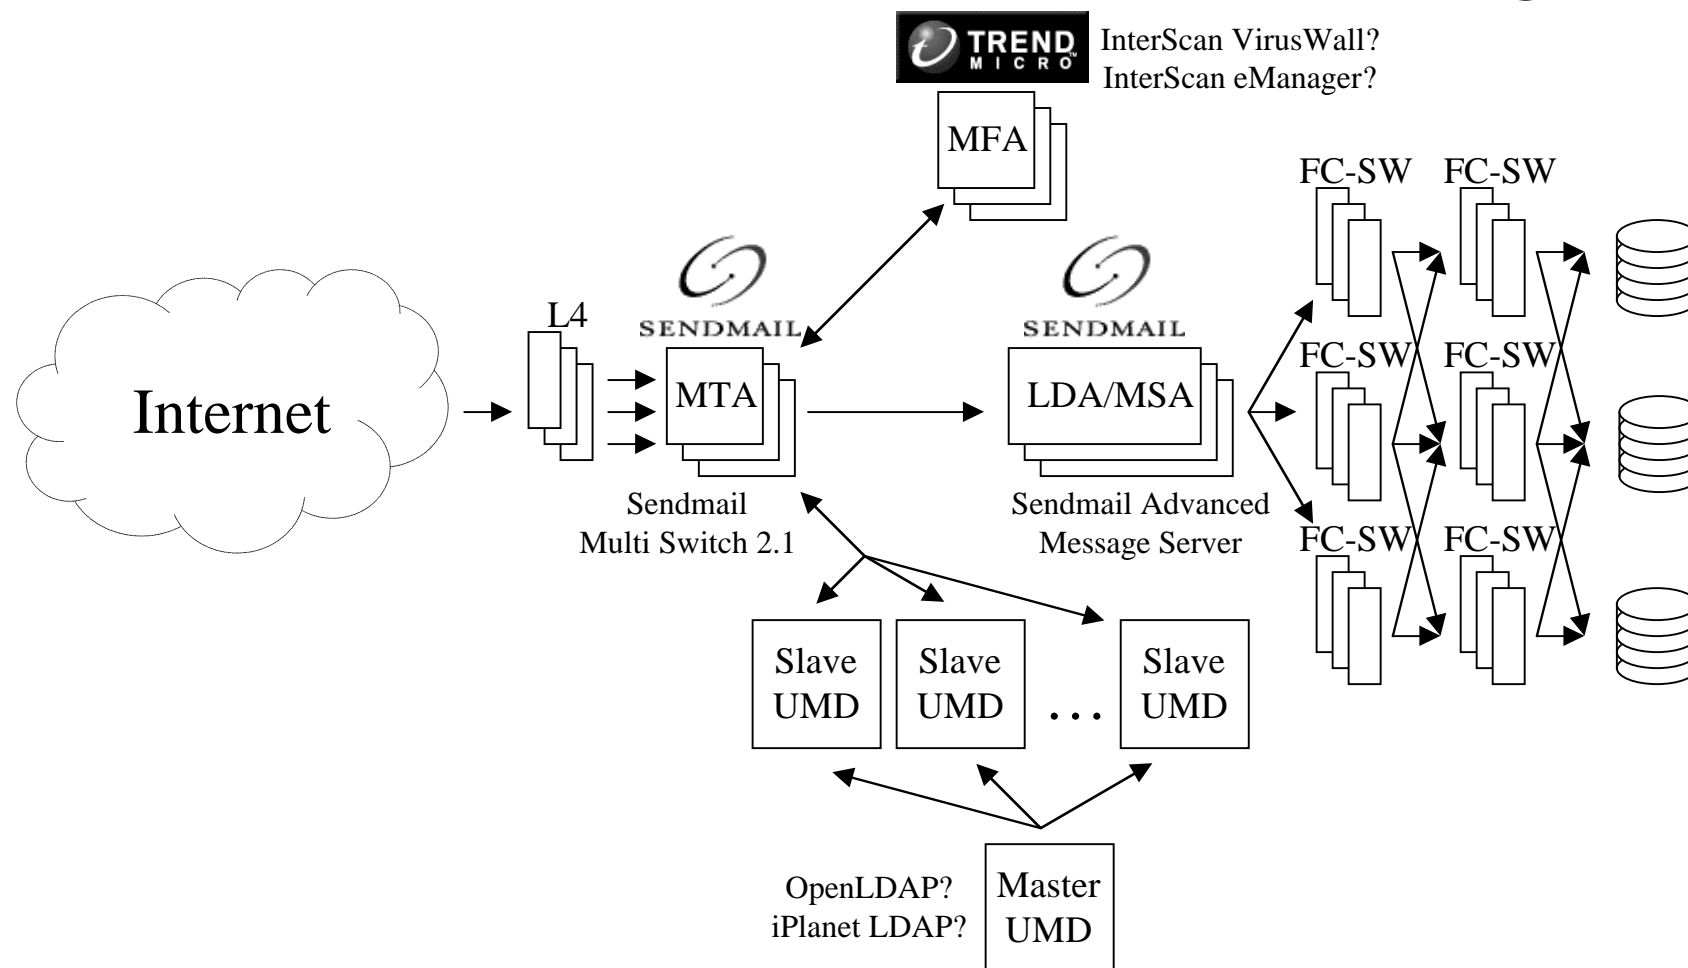 TREND
MICRO
TM
InterScan VirusWall?
InterScan eManager?
MFA
FC-SW
FC-SW
L4
SENDMAIL
SENDMAIL
Internet
MTA
LDA/MSA
FC-SW
FC-SW
Sendmail
Multi Switch 2.1
Sendmail Advanced
Message Server
FC-SW
FC-SW
Slave
UMD
Slave
UMD
...
Slave
UMD
OpenLDAP?
iPlanet LDAP?
Master
UMD